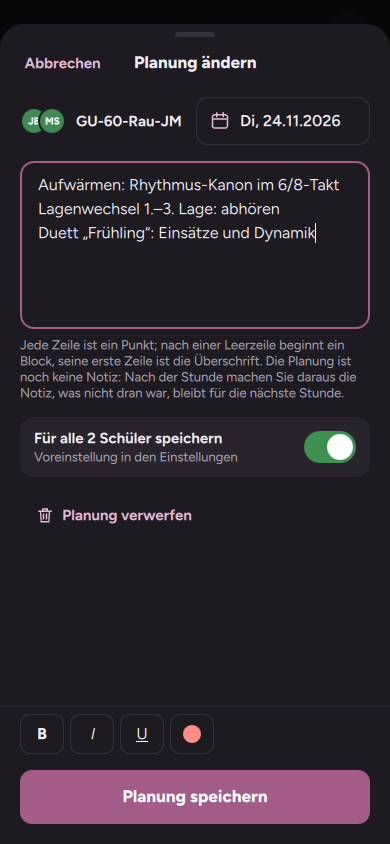 Abbrechen
Planung ändern
JE MS GU-60-Rau-JM
Di, 24.11.2026
Aufwärmen: Rhythmus-Kanon im 6/8-Takt
Lagenwechsel 1.–3. Lage: abhören
Duett „Frühling“: Einsätze und Dynamik
Jede Zeile ist ein Punkt; nach einer Leerzeile beginnt ein
Block, seine erste Zeile ist die Überschrift. Die Planung ist
noch keine Notiz: Nach der Stunde machen Sie daraus die
Notiz, was nicht dran war, bleibt für die nächste Stunde.
Für alle 2 Schüler speichern
Voreinstellung in den Einstellungen
Planung verwerfen
B I U
Planung speichern